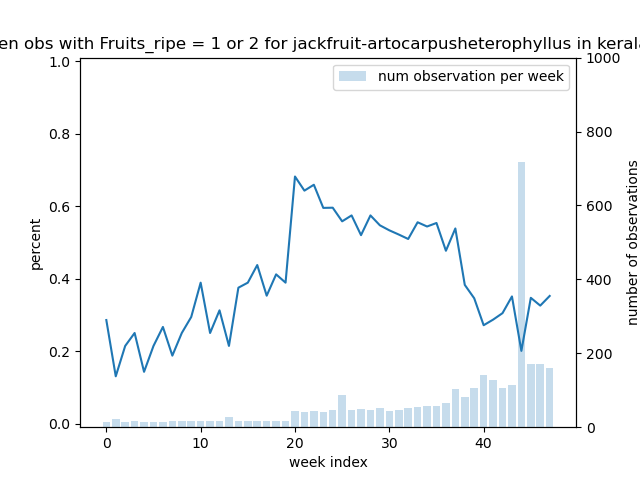 en obs with Fruits_ripe = 1 or 2 for jackfruit-artocarpusheterophyllus in kerala
num observation per week
1.0
0.8
0.6
0.4
0.2
0.0
percent
1000
800
600
400
200
0
number of observations
0 10 20 30 40
week index